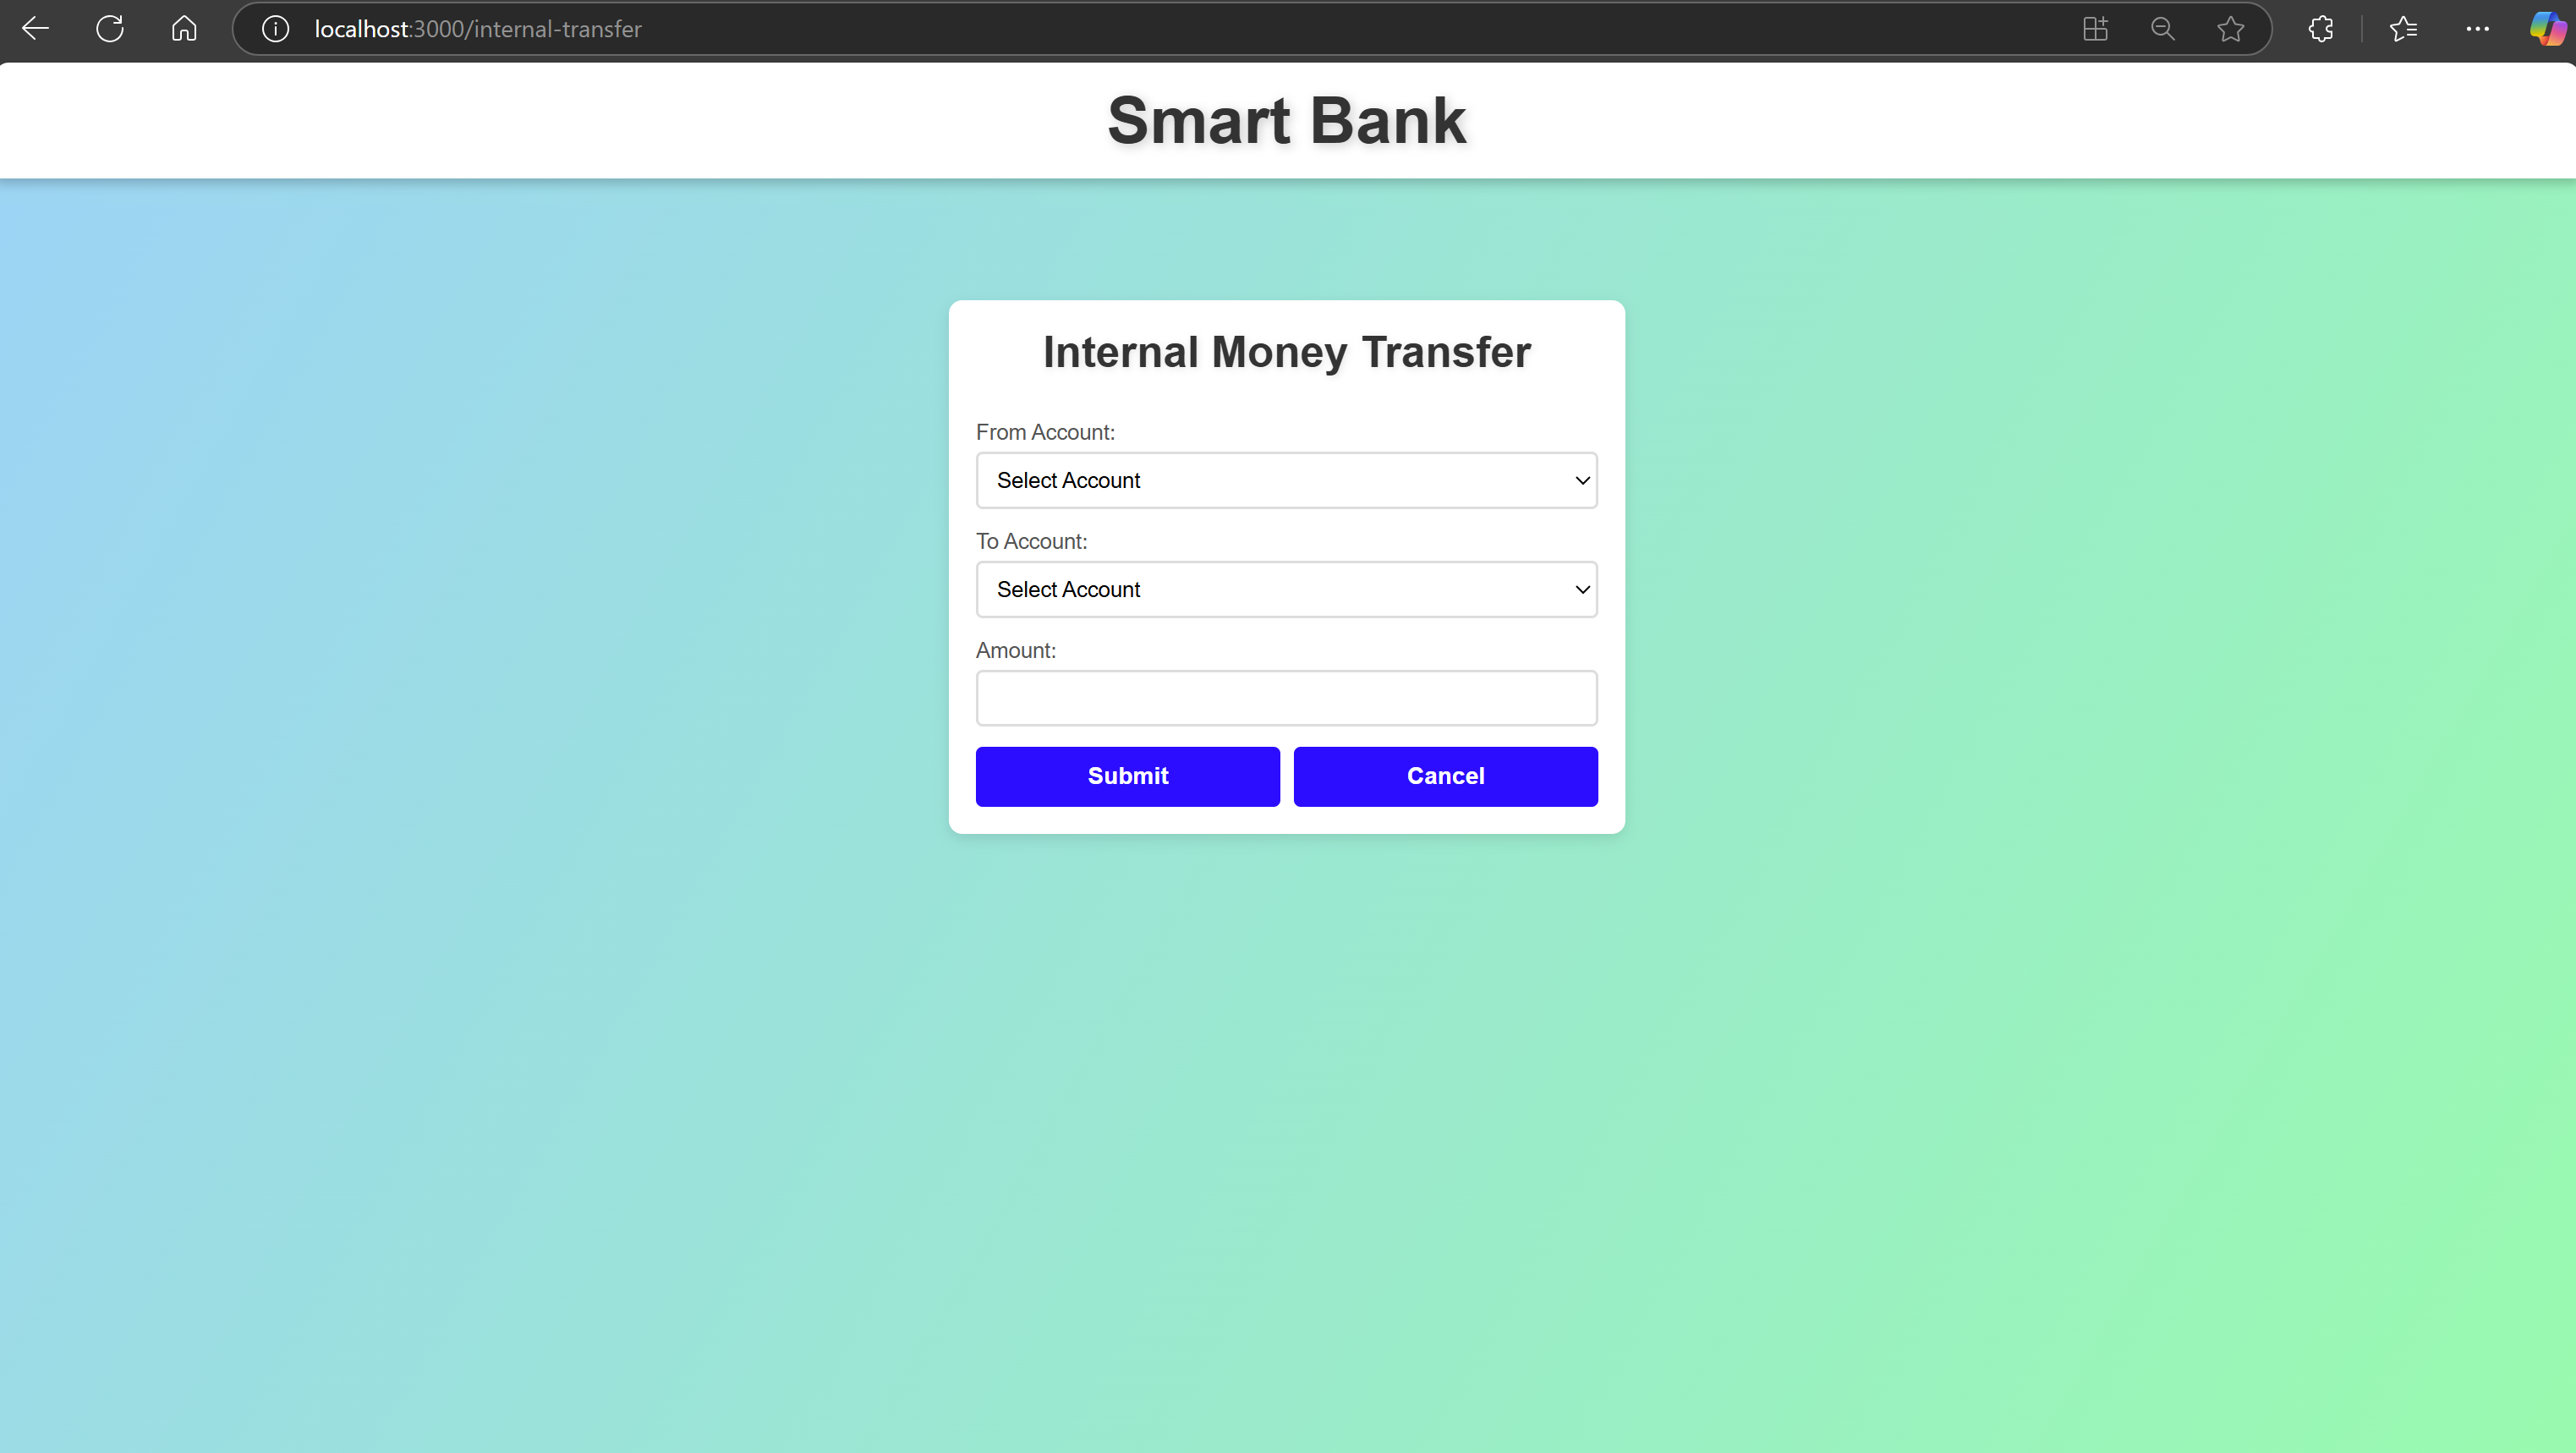 localhost:3000/internal-transfer
Smart Bank
Internal Money Transfer
From Account:
Select Account
To Account:
Select Account
Amount:
Submit Cancel